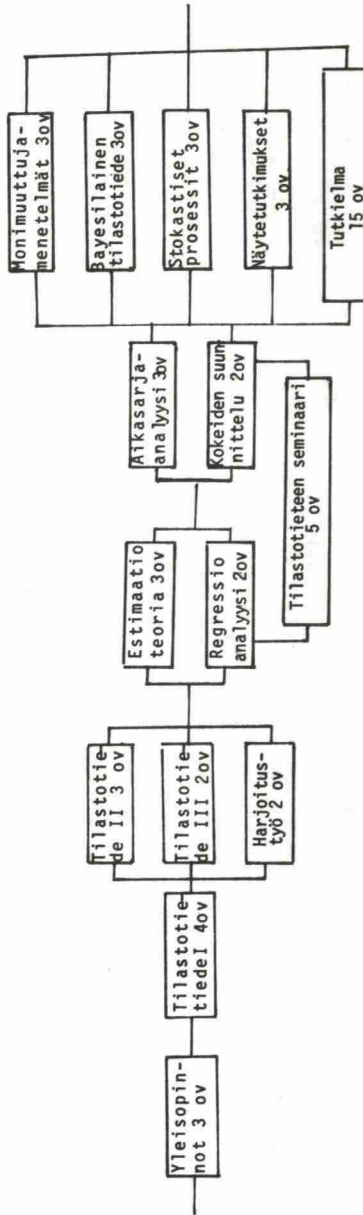 Yleisopin-
not 3 ov
Tilastotie
tiedeI 4ov
Tilastotie
de II 3 ov
Tilastotie
de III 2ov
Harjoitus-
työ 2 ov
Estimaatio
teoria 3ov
Regressio
analyysi 2ov
Aikasarja-
analyysi 3ov
Kokeiden suun-
nittelu 2ov
Tilastotieteen seminaari
5 ov
Monimuuttuja-
menetelmät 3ov
Bayesilainen
tilastotiede 3ov
Stokastiset
prosessit 3ov
Näytetutkimukset
3 ov
Tutkielma
15 ov